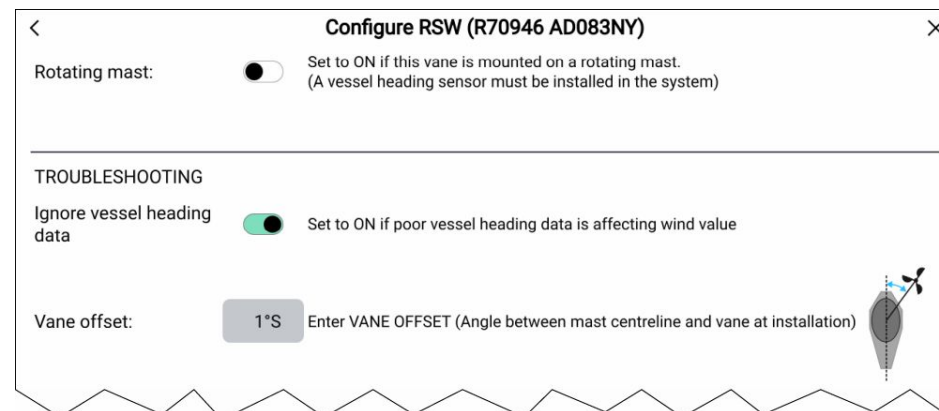 Configure RSW (R70946 AD083NY)
Rotating mast:
Set to ON if this vane is mounted on a rotating mast.
(A vessel heading sensor must be installed in the system)
TROUBLESHOOTING
Ignore vessel heading
data
Set to ON if poor vessel heading data is affecting wind value
Vane offset:
1°S
Enter VANE OFFSET (Angle between mast centreline and vane at installation)